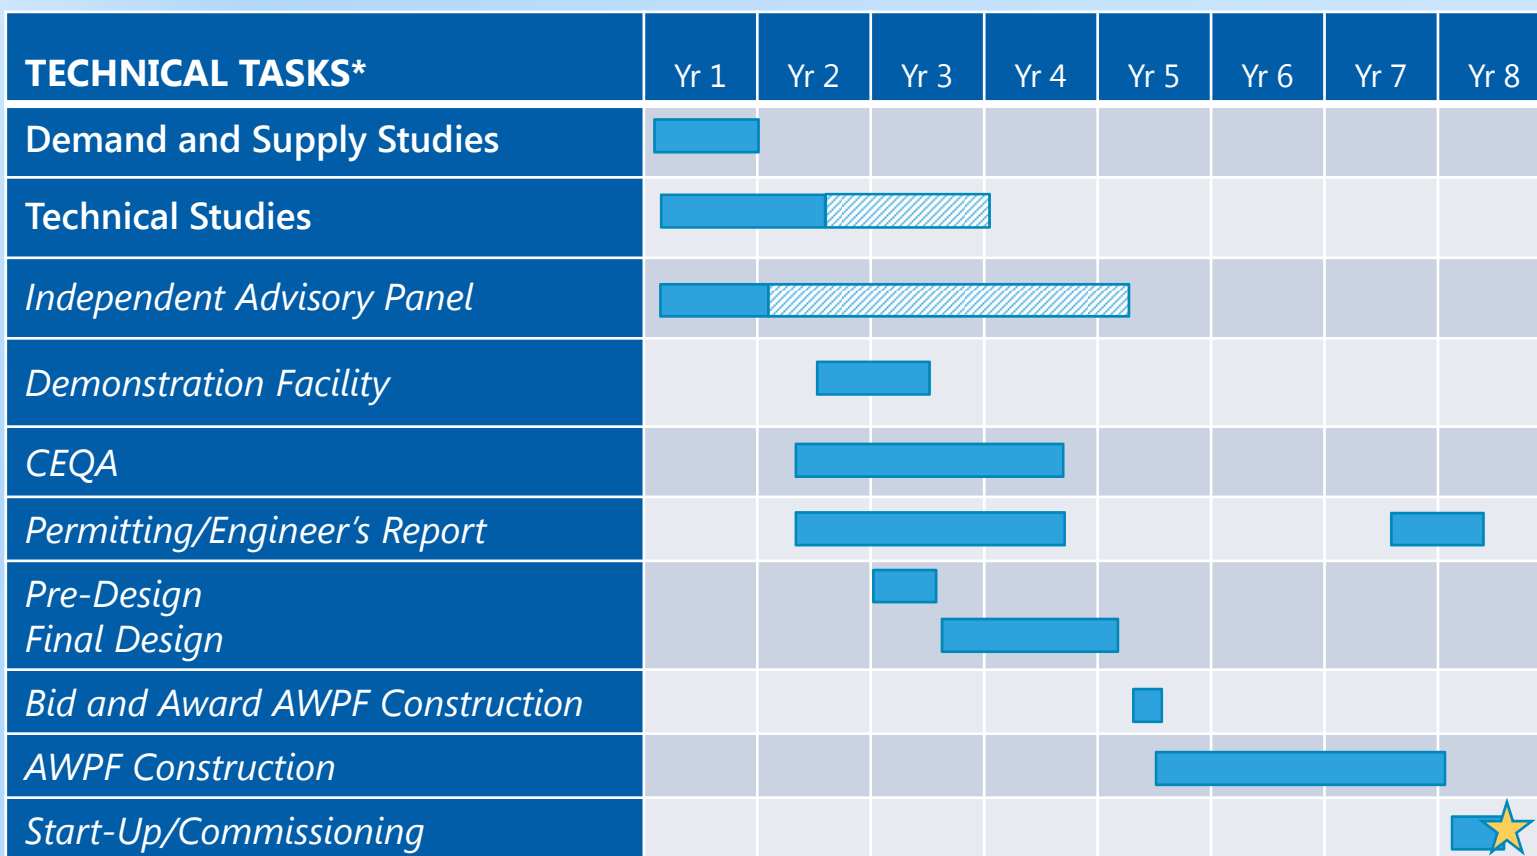 TECHNICAL TASKS* Yr 1 Yr 2 Yr 3 Yr 4 Yr 5 Yr 6 Yr 7 Yr 8
Demand and Supply Studies
Technical Studies
Independent Advisory Panel
Demonstration Facility
CEQA
Permitting/Engineer’s Report
Pre-Design
Final Design
Bid and Award AWPF Construction
AWPF Construction
Start-Up/Commissioning